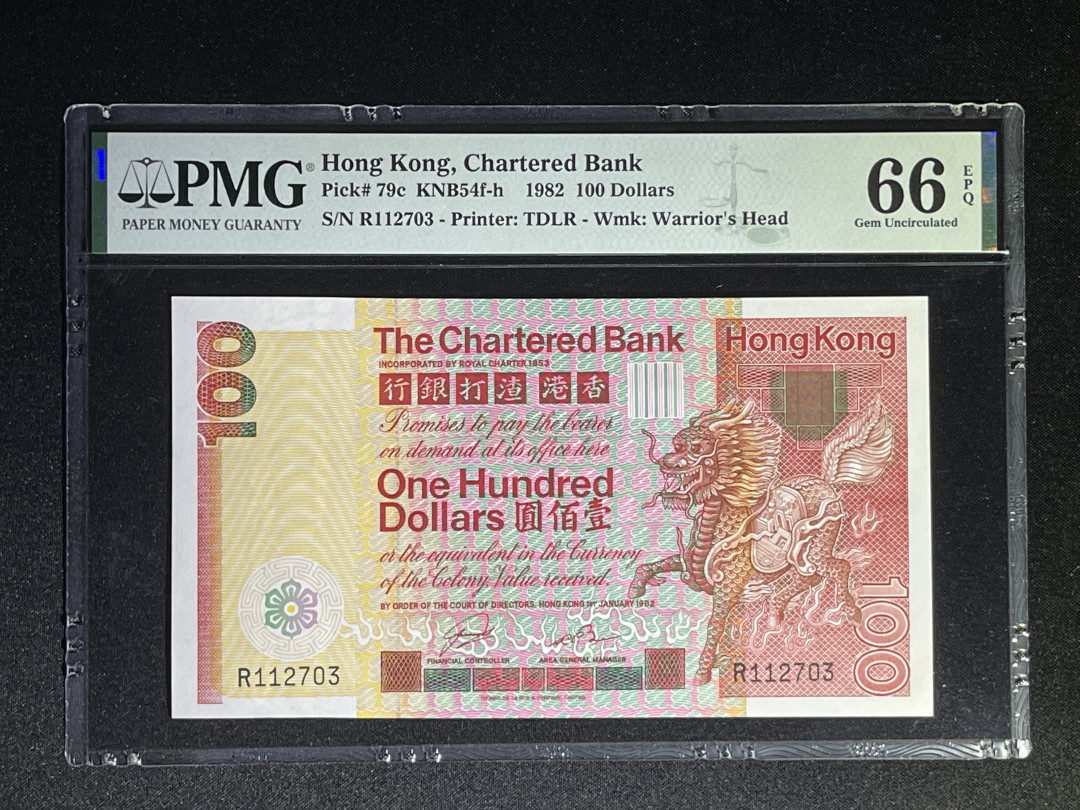 PMG®
PAPER MONEY GUARANTY
Hong Kong, Chartered Bank
Pick# 79c KNB54f-h 1982 100 Dollars
S/N R112703 - Printer: TDLR - Wmk: Warrior's Head
66 EPQ
Gem Uncirculated
100
The Chartered Bank
Hong Kong
INCORPORATED BY ROYAL CHARTER 1853
行銀打渣 港香
Promises to pay the bearer
on demand at its office here
One Hundred
Dollars 圓佰壹
or the equivalent in the Currency
of the Colony, Value received.
BY ORDER OF THE COURT OF DIRECTORS, HONG KONG 1ST JANUARY 1982
FINANCIAL CONTROLLER AREA GENERAL MANAGER
R112703
R112703
100